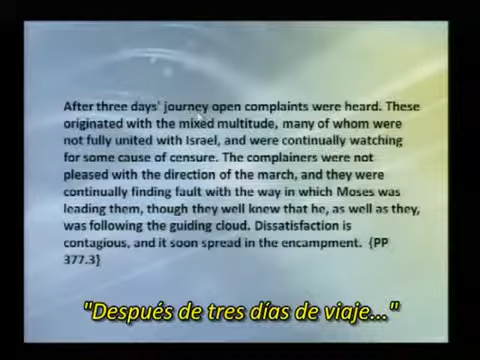 After three days' journey open complaints were heard. These
originated with the mixed multitude, many of whom were
not fully united with Israel, and were continually watching
for some cause of censure. The complainers were not
pleased with the direction of the march, and they were
continually finding fault with the way in which Moses was
leading them, though they well knew that he, as well as they,
was following the guiding cloud. Dissatisfaction is
contagious, and it soon spread in the encampment. {PP
377.3}
"Después de tres días de viaje..."